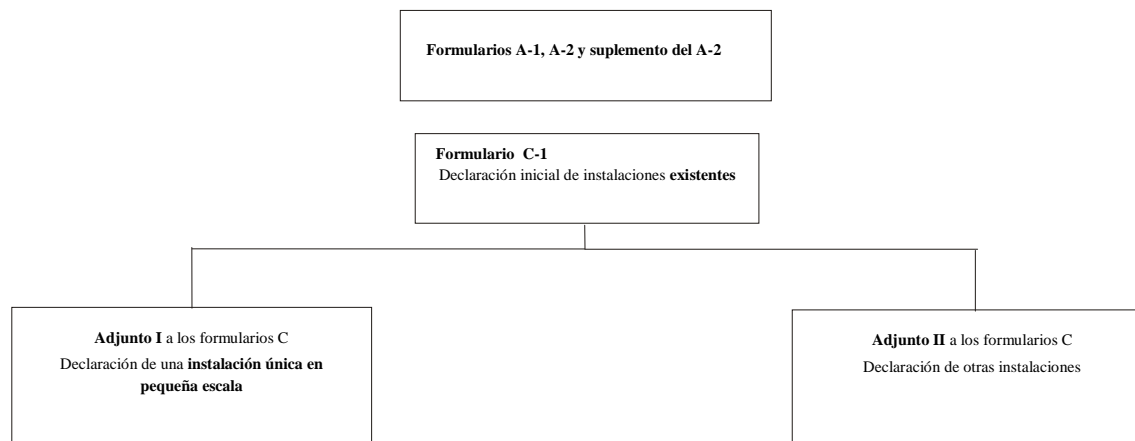 Formularios A-1, A-2 y suplemento del A-2
Formulario C-1
Declaración inicial de instalaciones existentes
Adjunto I a los formularios C
Declaración de una instalación única en
pequeña escala
Adjunto II a los formularios C
Declaración de otras instalaciones